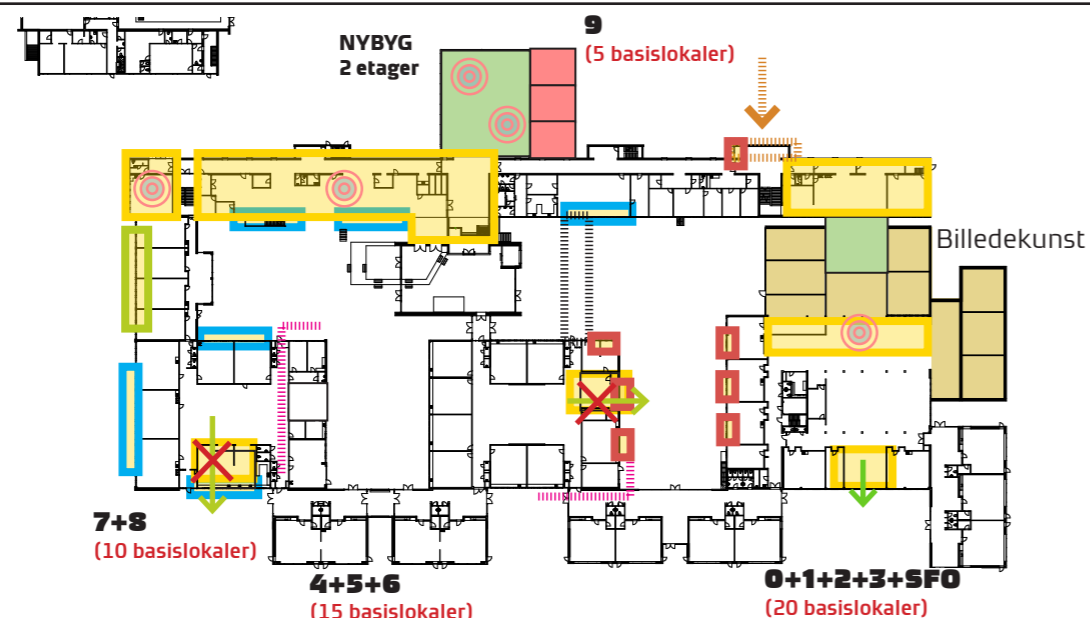 9
(5 basislokaler)
NYBYG
2 etager
Billedekunst
7+8
(10 basislokaler)
4+5+6
(15 basislokaler)
0+1+2+3+SFO
(20 basislokaler)